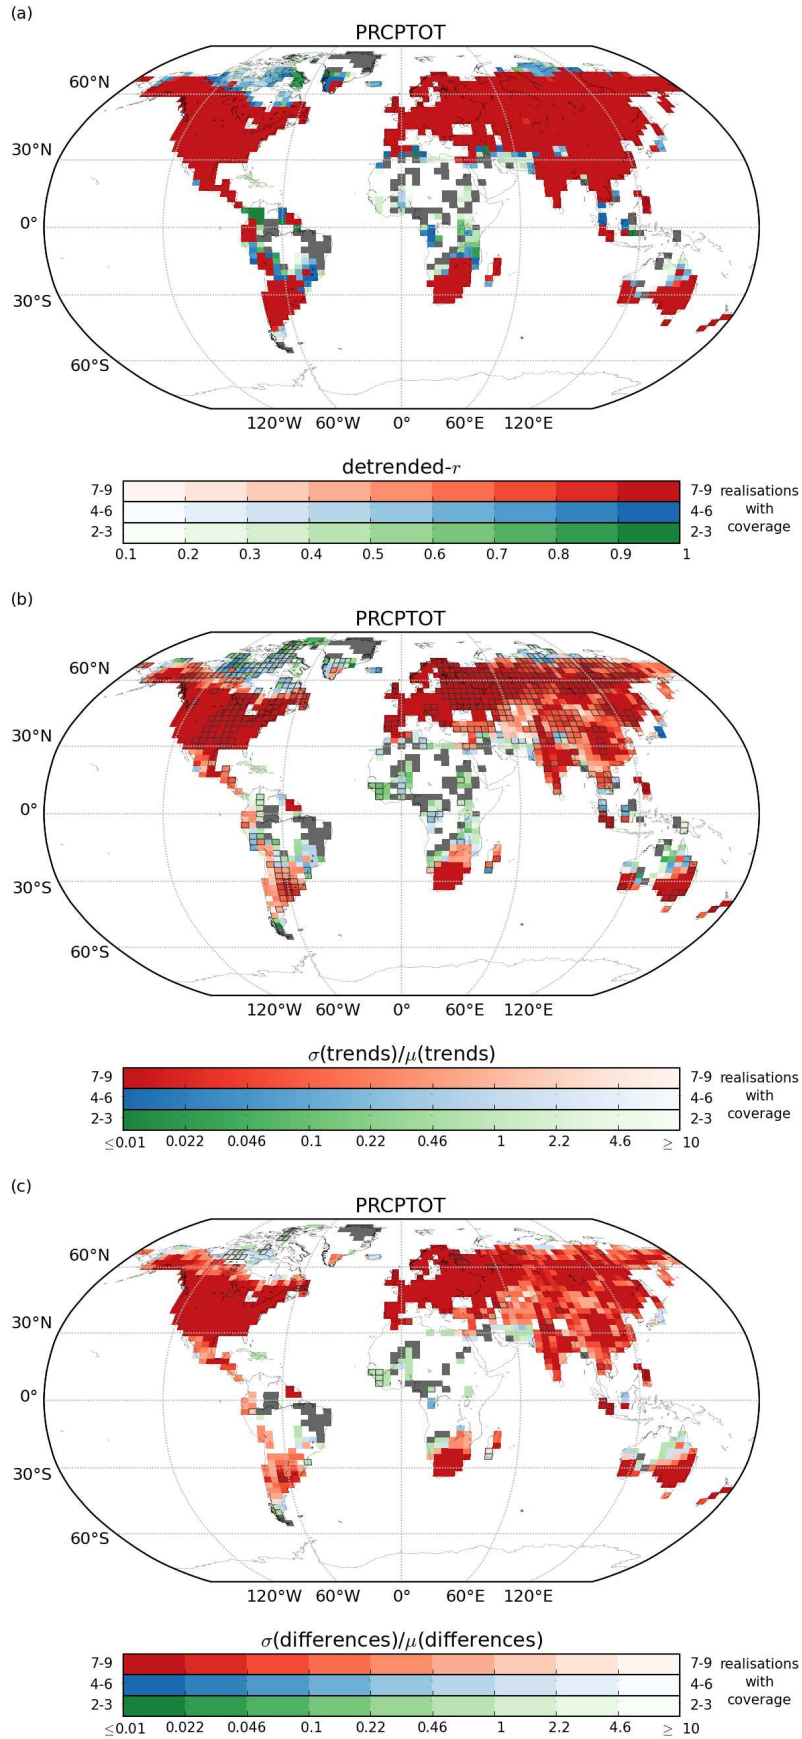 (a)
PRCPTOT
60°N
30°N
0°
30°S
60°S
120°W 60°W 0° 60°E 120°E
detrended-r
7-9 7-9 realisations
4-6 4-6 with
2-3 2-3 coverage
0.1 0.2 0.3 0.4 0.5 0.6 0.7 0.8 0.9 1
(b)
PRCPTOT
60°N
30°N
0°
30°S
60°S
120°W 60°W 0° 60°E 120°E
σ(trends)/μ(trends)
7-9 7-9 realisations
4-6 4-6 with
2-3 2-3 coverage
≤0.01 0.022 0.046 0.1 0.22 0.46 1 2.2 4.6 ≥ 10
(c)
PRCPTOT
60°N
30°N
0°
30°S
60°S
120°W 60°W 0° 60°E 120°E
σ(differences)/μ(differences)
7-9 7-9 realisations
4-6 4-6 with
2-3 2-3 coverage
≤0.01 0.022 0.046 0.1 0.22 0.46 1 2.2 4.6 ≥ 10